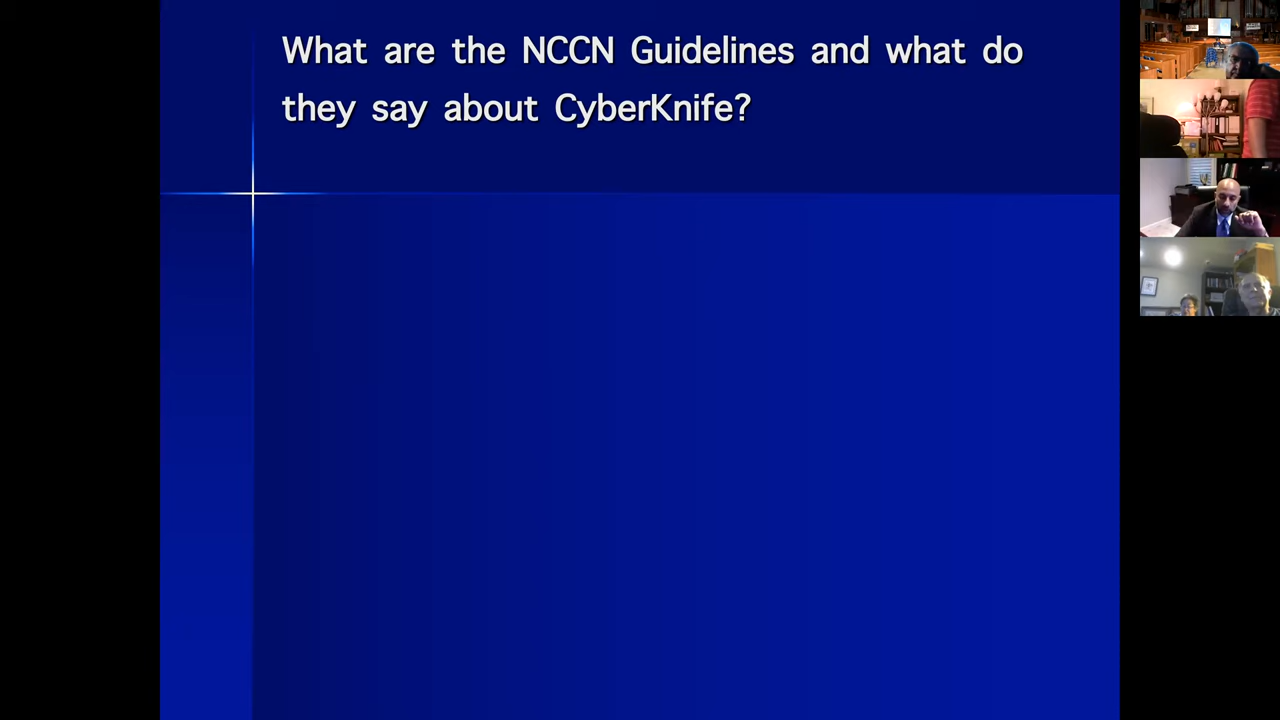 What are the NCCN Guidelines and what do
they say about CyberKnife?